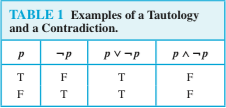 TABLE 1 Examples of a Tautology
and a Contradiction.
p ¬p p ∨ ¬p p ∧ ¬p
T F T F
F T T F